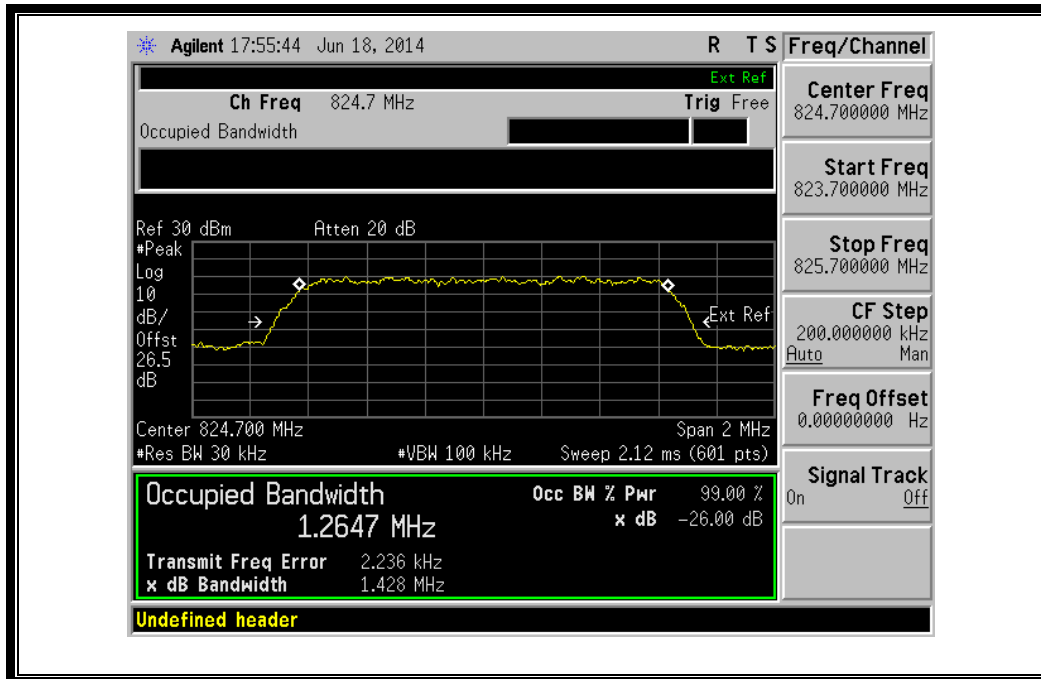 Agilent 17:55:44 Jun 18, 2014 R T S
Freq/Channel
Ext Ref
Ch Freq 824.7 MHz Trig Free
Occupied Bandwidth
Center Freq
824.700000 MHz
Start Freq
823.700000 MHz
Stop Freq
825.700000 MHz
CF Step
200.000000 kHz
Auto Man
Freq Offset
0.00000000 Hz
Signal Track
On Off
Ref 30 dBm Atten 20 dB
#Peak
Log
10
dB/
Offst
26.5
dB
Ext Ref
Center 824.700 MHz Span 2 MHz
#Res BW 30 kHz #VBW 100 kHz Sweep 2.12 ms (601 pts)
Occupied Bandwidth Occ BW % Pwr 99.00 %
1.2647 MHz x dB -26.00 dB
Transmit Freq Error 2.236 kHz
x dB Bandwidth 1.428 MHz
Undefined header